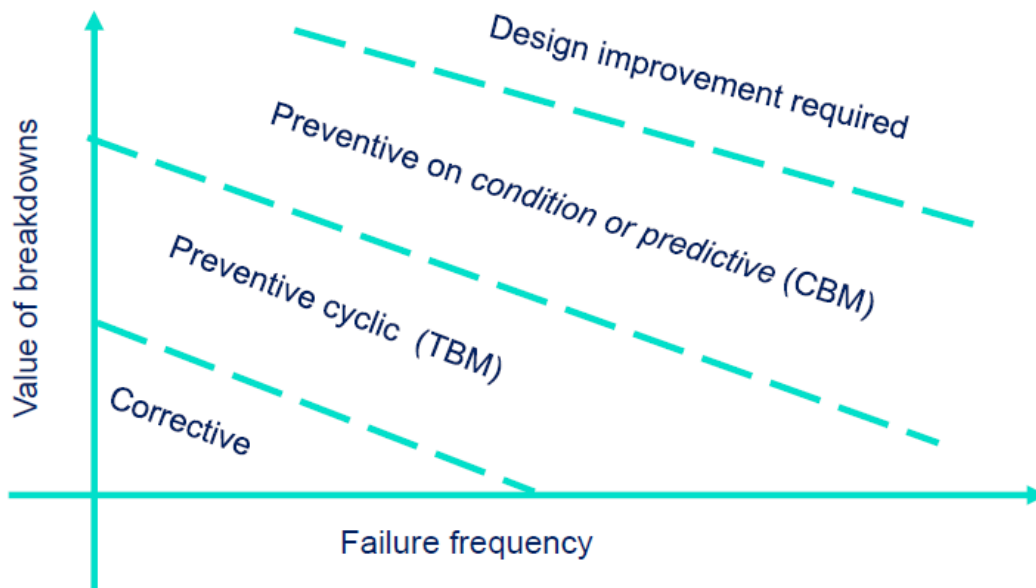 Design improvement required
Preventive on condition or predictive (CBM)
Preventive cyclic (TBM)
Corrective
Value of breakdowns
Failure frequency